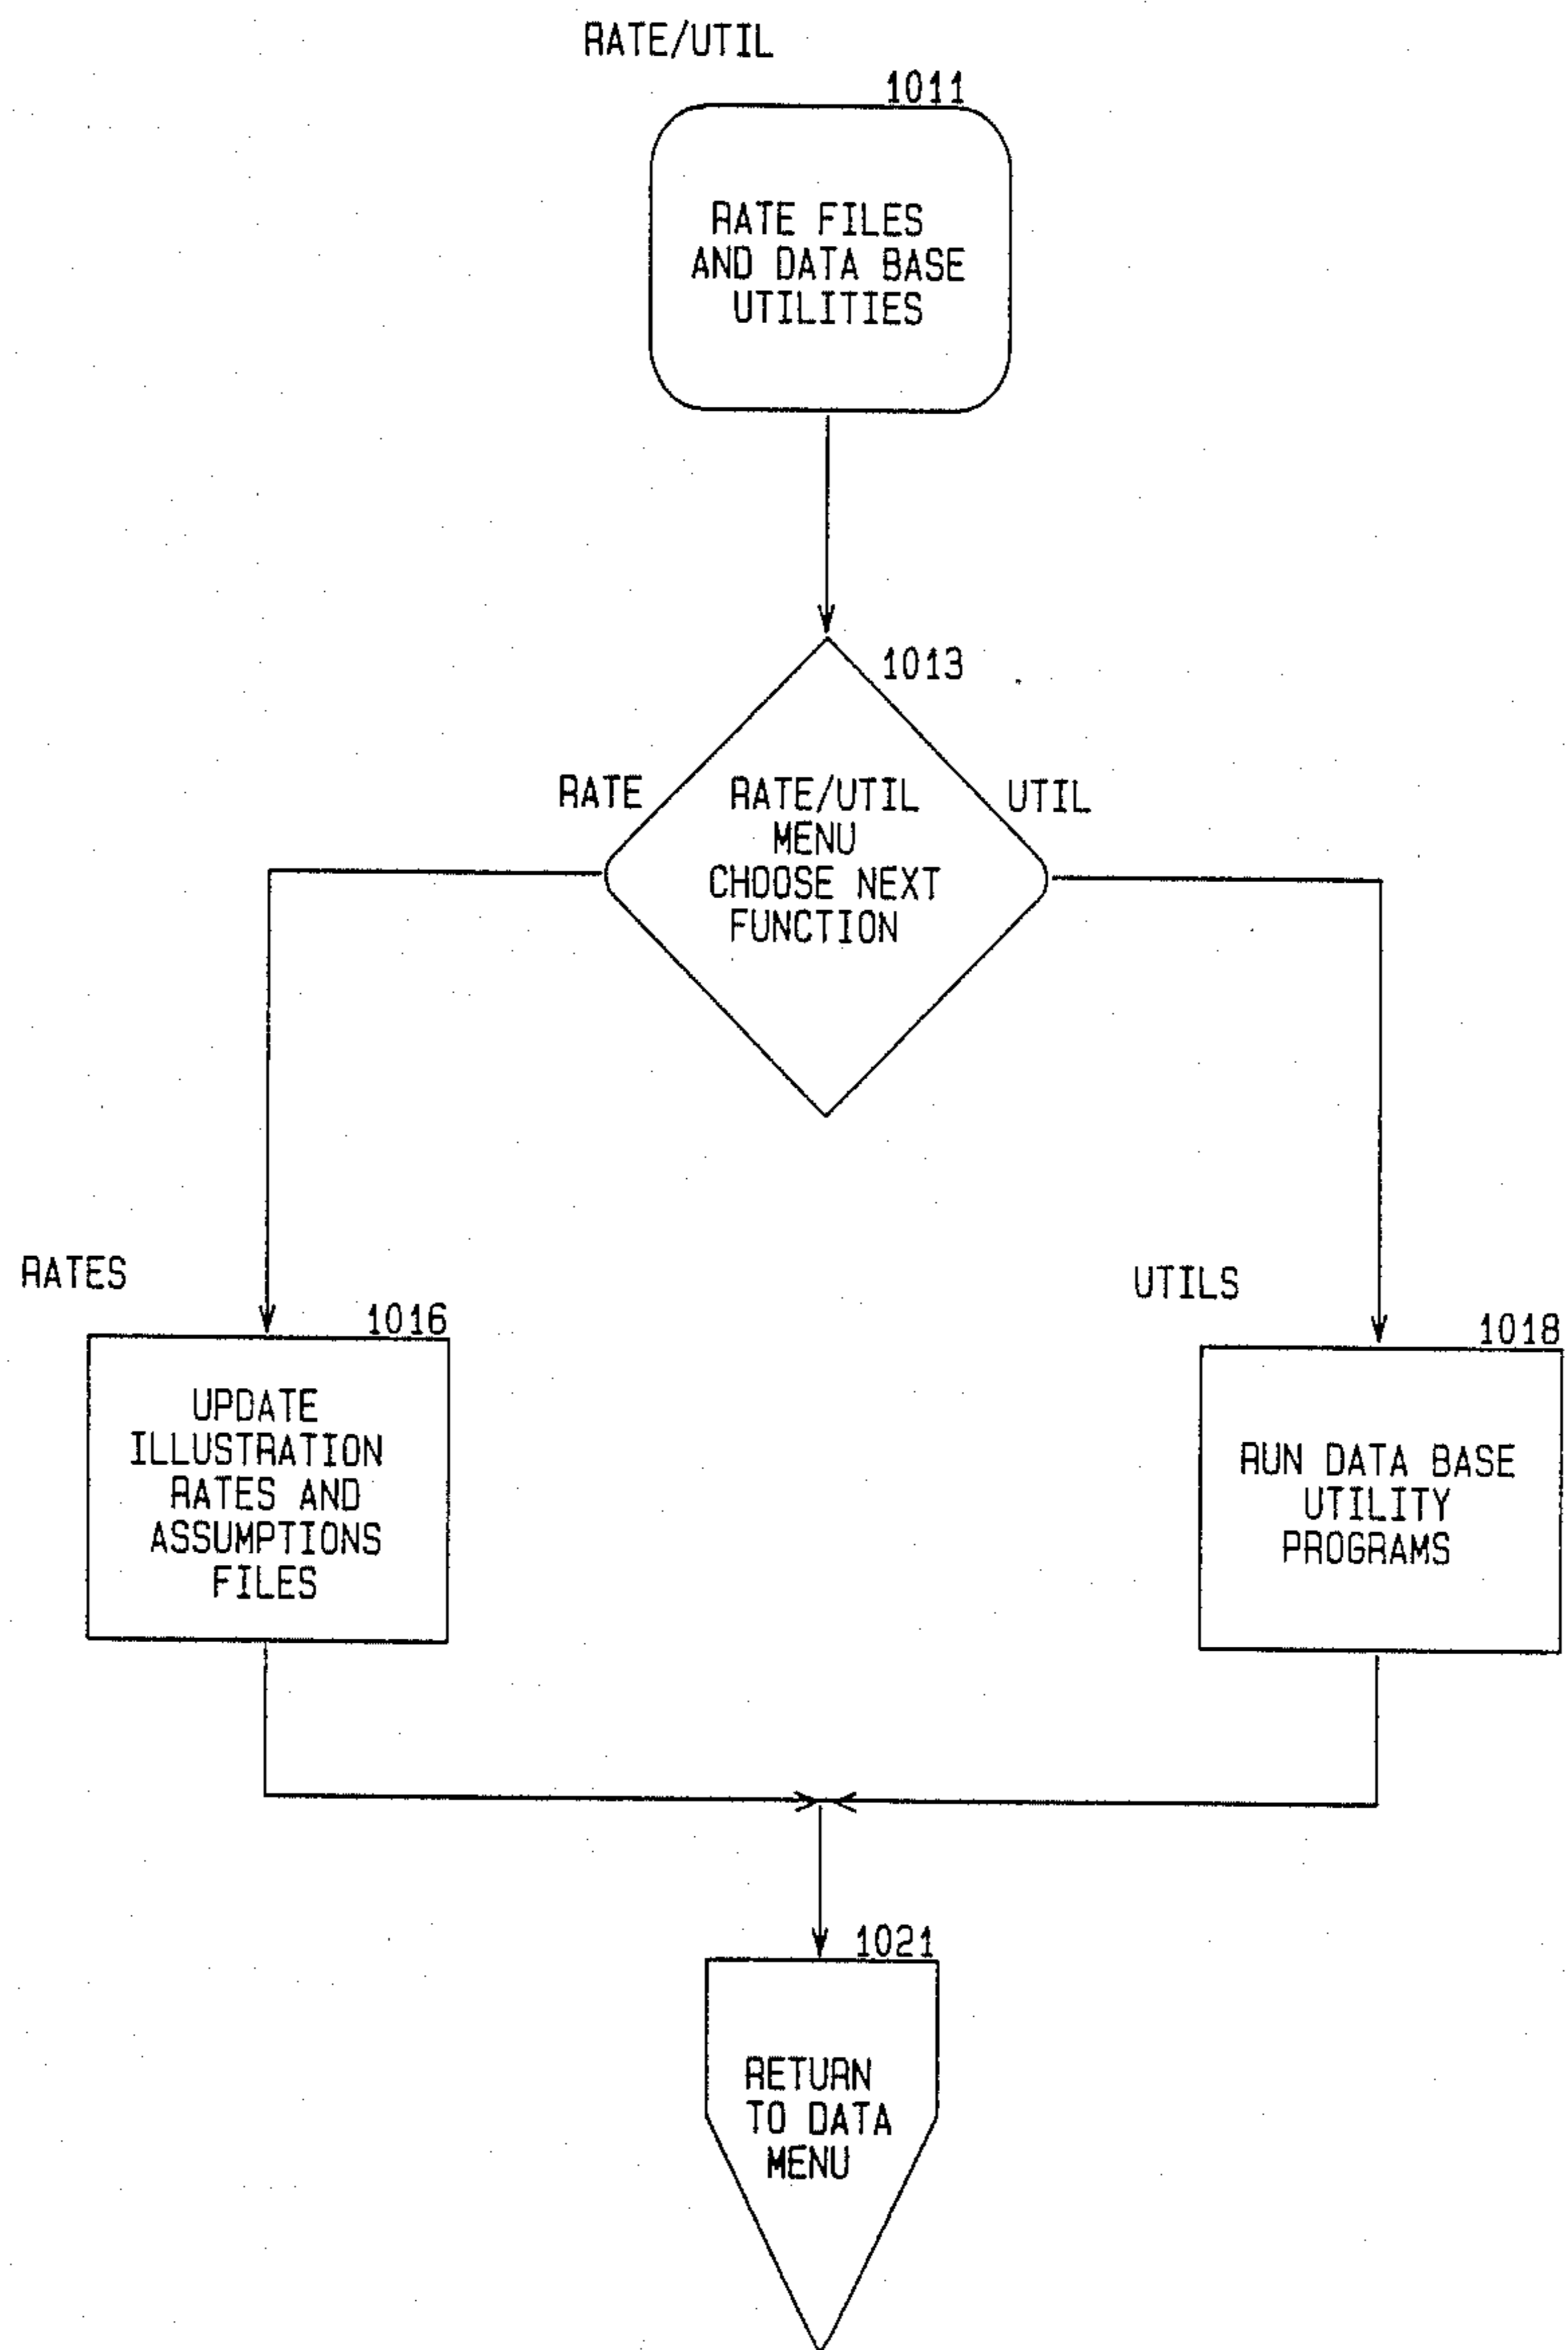 RATE/UTIL
1011
RATE FILES
AND DATA BASE
UTILITIES
1013
RATE
RATE/UTIL
MENU
CHOOSE NEXT
FUNCTION
UTIL
RATES
1016
UPDATE
ILLUSTRATION
RATES AND
ASSUMPTIONS
FILES
UTILS
1018
RUN DATA BASE
UTILITY
PROGRAMS
1021
RETURN
TO DATA
MENU